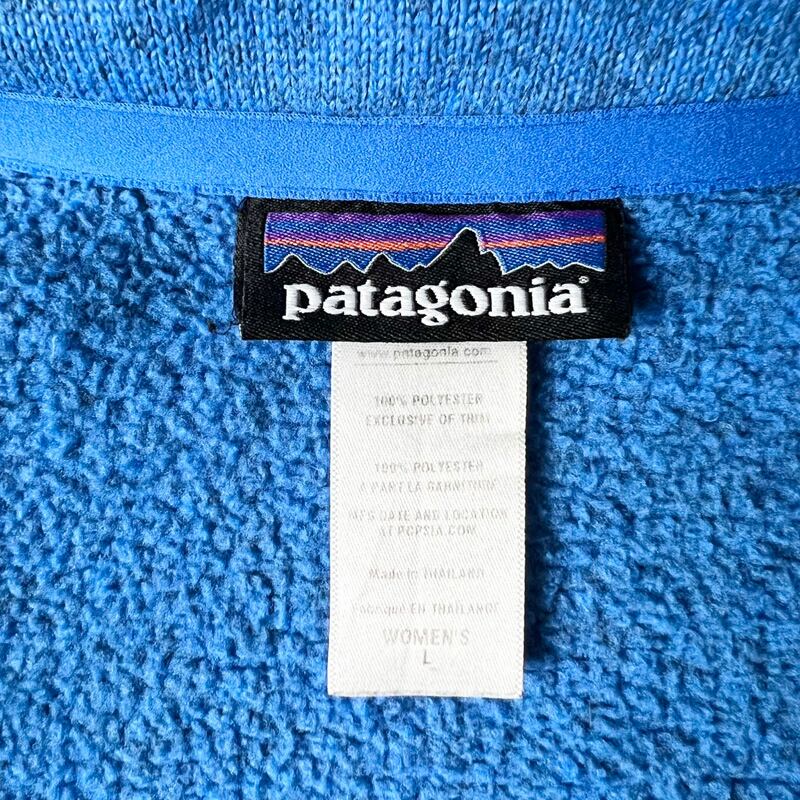 patagonia®
www.patagonia.com
100% POLYESTER
EXCLUSIVE OF TRIM
100% POLYESTER
A PART LA GARNITURE
MFG DATE AND LOCATION
AT PCPSIA.COM
Made in THAILAND
Fabriqué EN THAÏLANDE
WOMEN'S
L